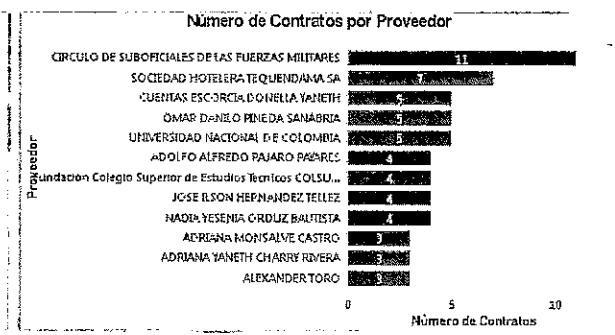 Número de Contratos por Proveedor
CIRCULO DE SUBOFICIALES DE LAS FUERZAS MILITARES 11
SOCIEDAD HOTELERA TEQUENDAMA SA 7
CUENTAS ESCORCIA DONELLA YANETH 5
OMAR DANILO PINEDA SANABRIA 5
UNIVERSIDAD NACIONAL DE COLOMBIA 5
ADOLFO ALFREDO PAJARO PAYARES 4
undación Colegio Superior de Estudios Tecnicos COLSU... 4
JOSE ILSON HERNANDEZ TELLEZ 4
NADIA YESENIA ORDUZ BAUTISTA 4
ADRIANA MONSALVE CASTRO 3
ADRIANA YANETH CHARRY RIVERA 3
ALEXANDER TORO 3
Proveedor
0 5 10
Número de Contratos